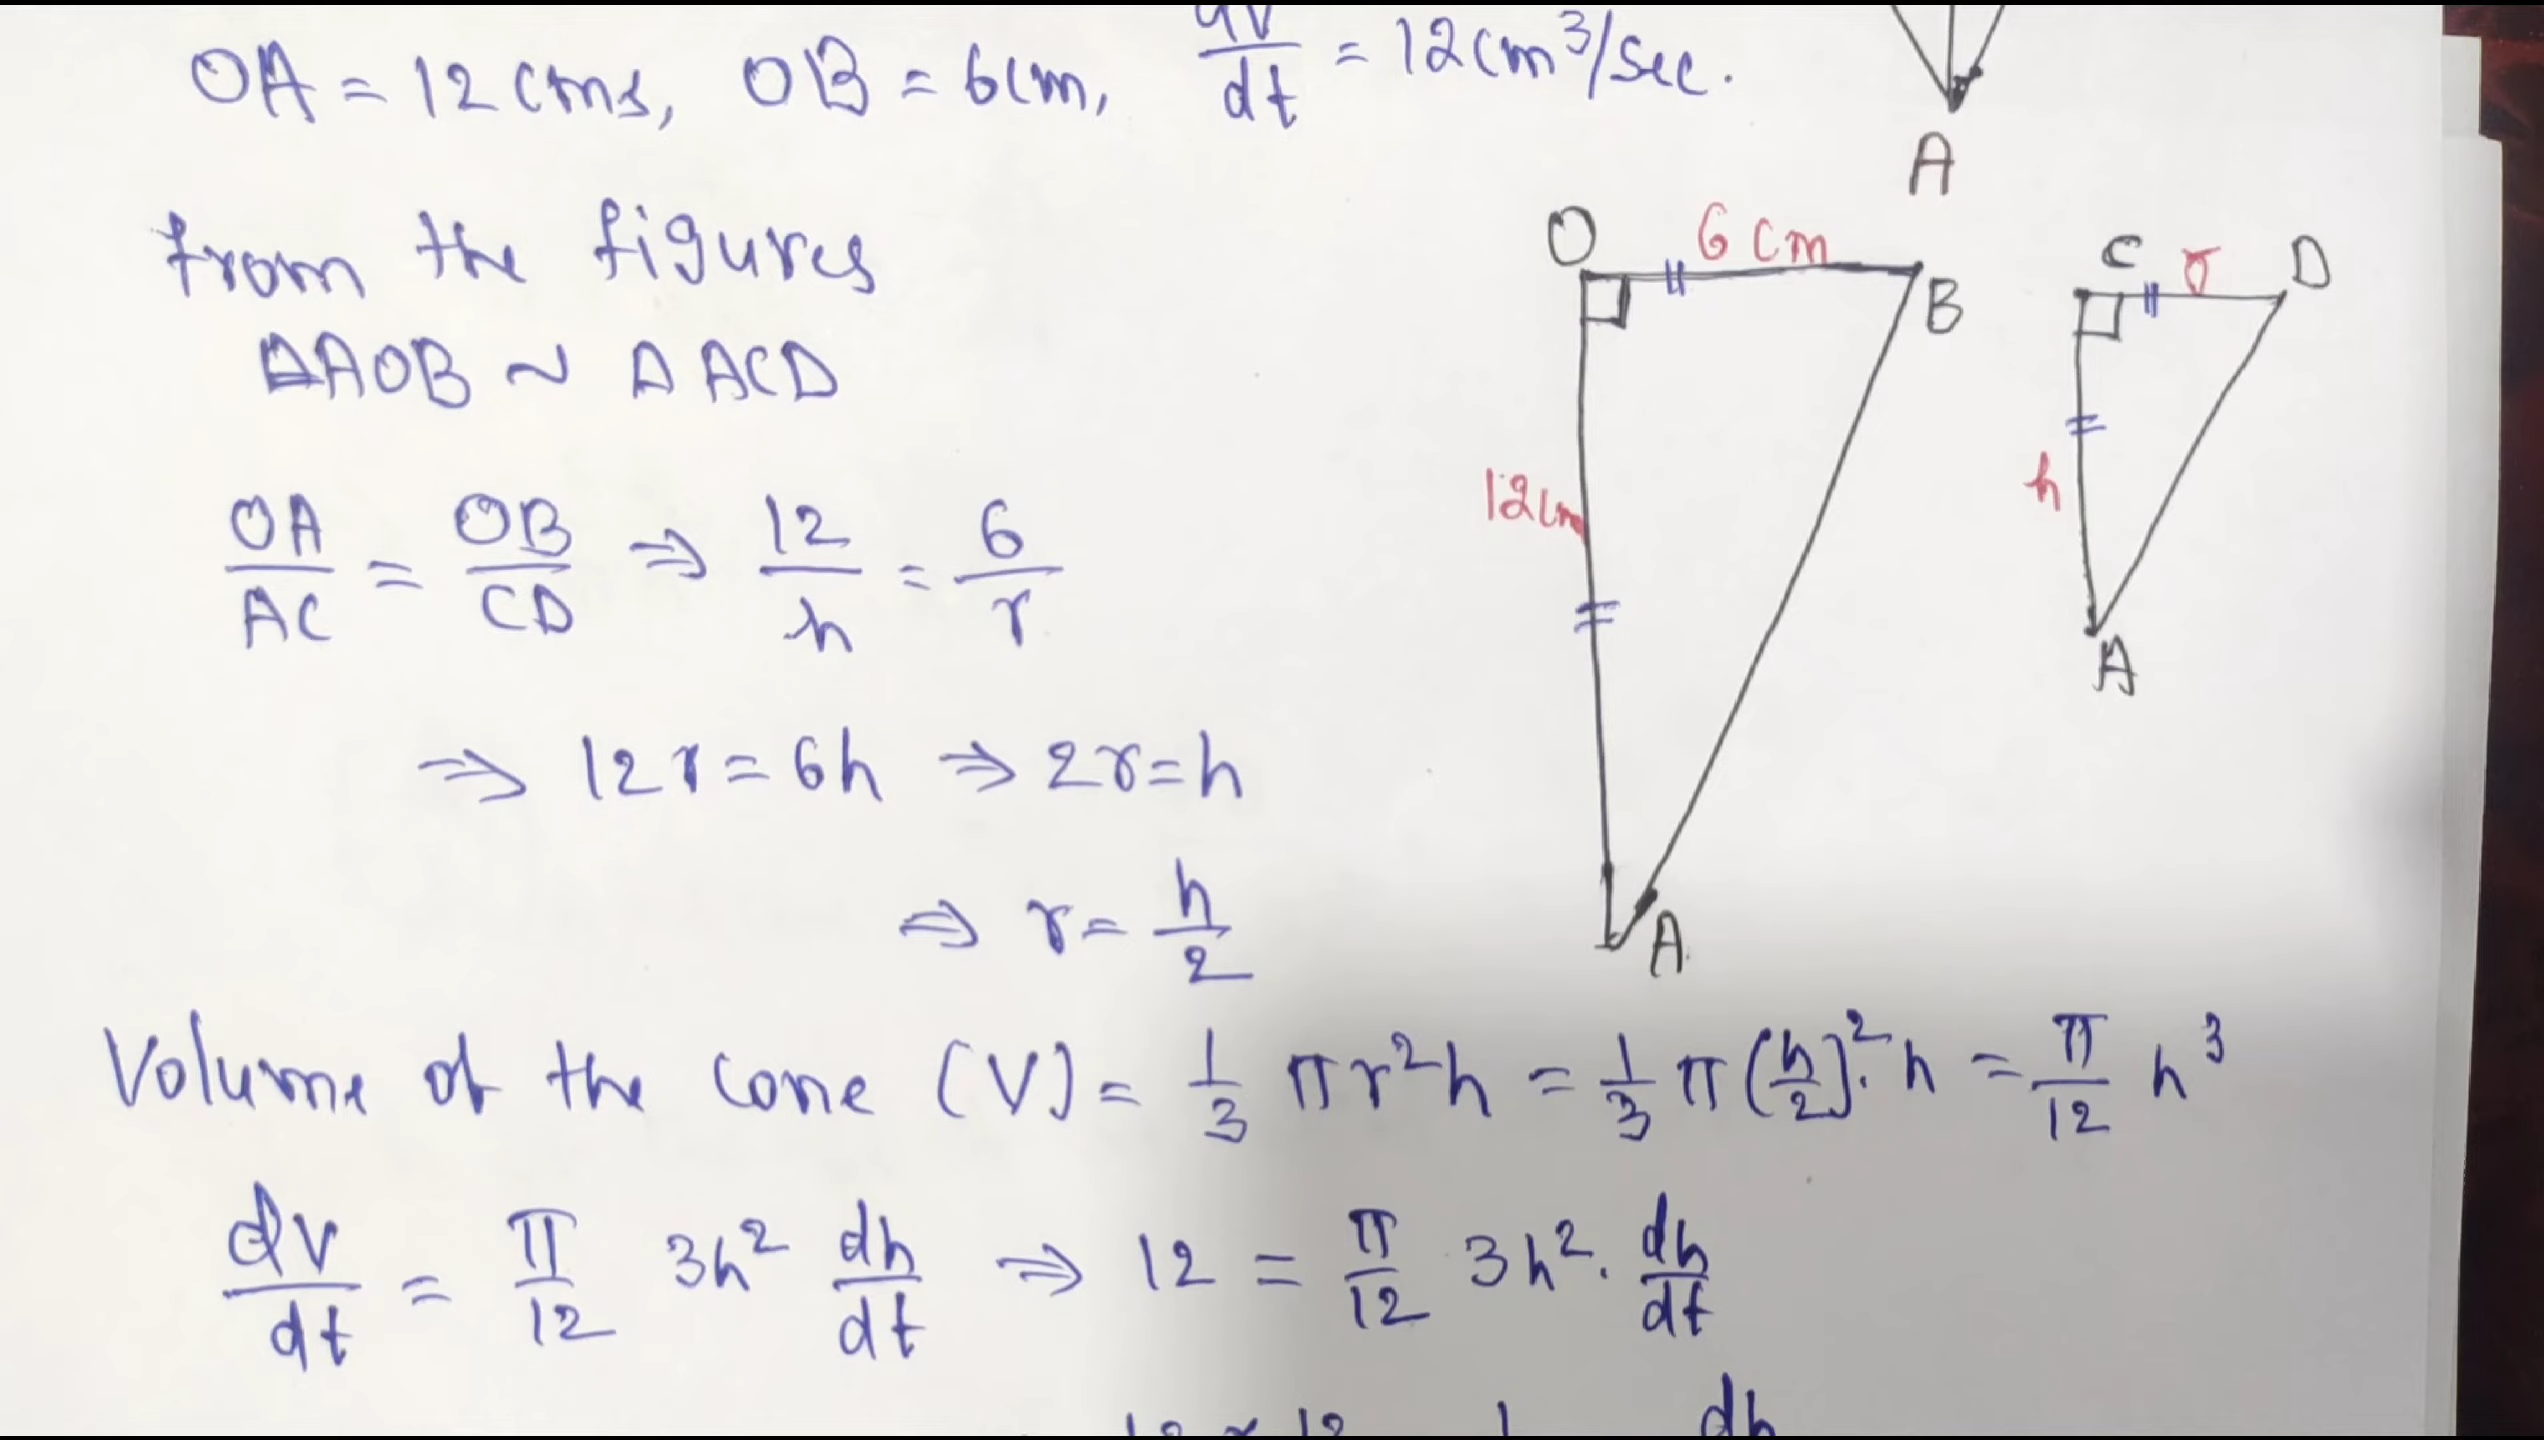 OA = 12 cms, OB = 6cm, dV/dt = 12cm³/sec.
A
from the figures
ΔAOB ~ ΔACD
OA/AC = OB/CD ⇒ 12/h = 6/r
⇒ 12r = 6h ⇒ 2r = h
⇒ r = h/2
O 6 cm B
12cm
A
C r D
h
A
Volume of the cone (V) = 1/3 πr²h = 1/3 π(h/2)².h = π/12 h³
dV/dt = π/12 3h² dh/dt ⇒ 12 = π/12 3h². dh/dt
dh